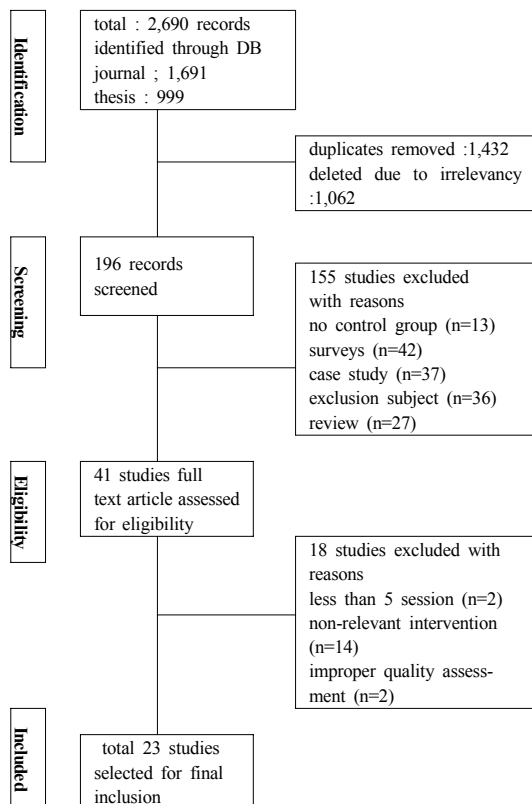 Identification
total : 2,690 records
identified through DB
journal ; 1,691
thesis : 999
duplicates removed :1,432
deleted due to irrelevancy
:1,062
Screening
196 records
screened
155 studies excluded
with reasons
no control group (n=13)
surveys (n=42)
case study (n=37)
exclusion subject (n=36)
review (n=27)
Eligibility
41 studies full
text article assessed
for eligibility
18 studies excluded with
reasons
less than 5 session (n=2)
non-relevant intervention
(n=14)
improper quality assess-
ment (n=2)
Included
total 23 studies
selected for final
inclusion